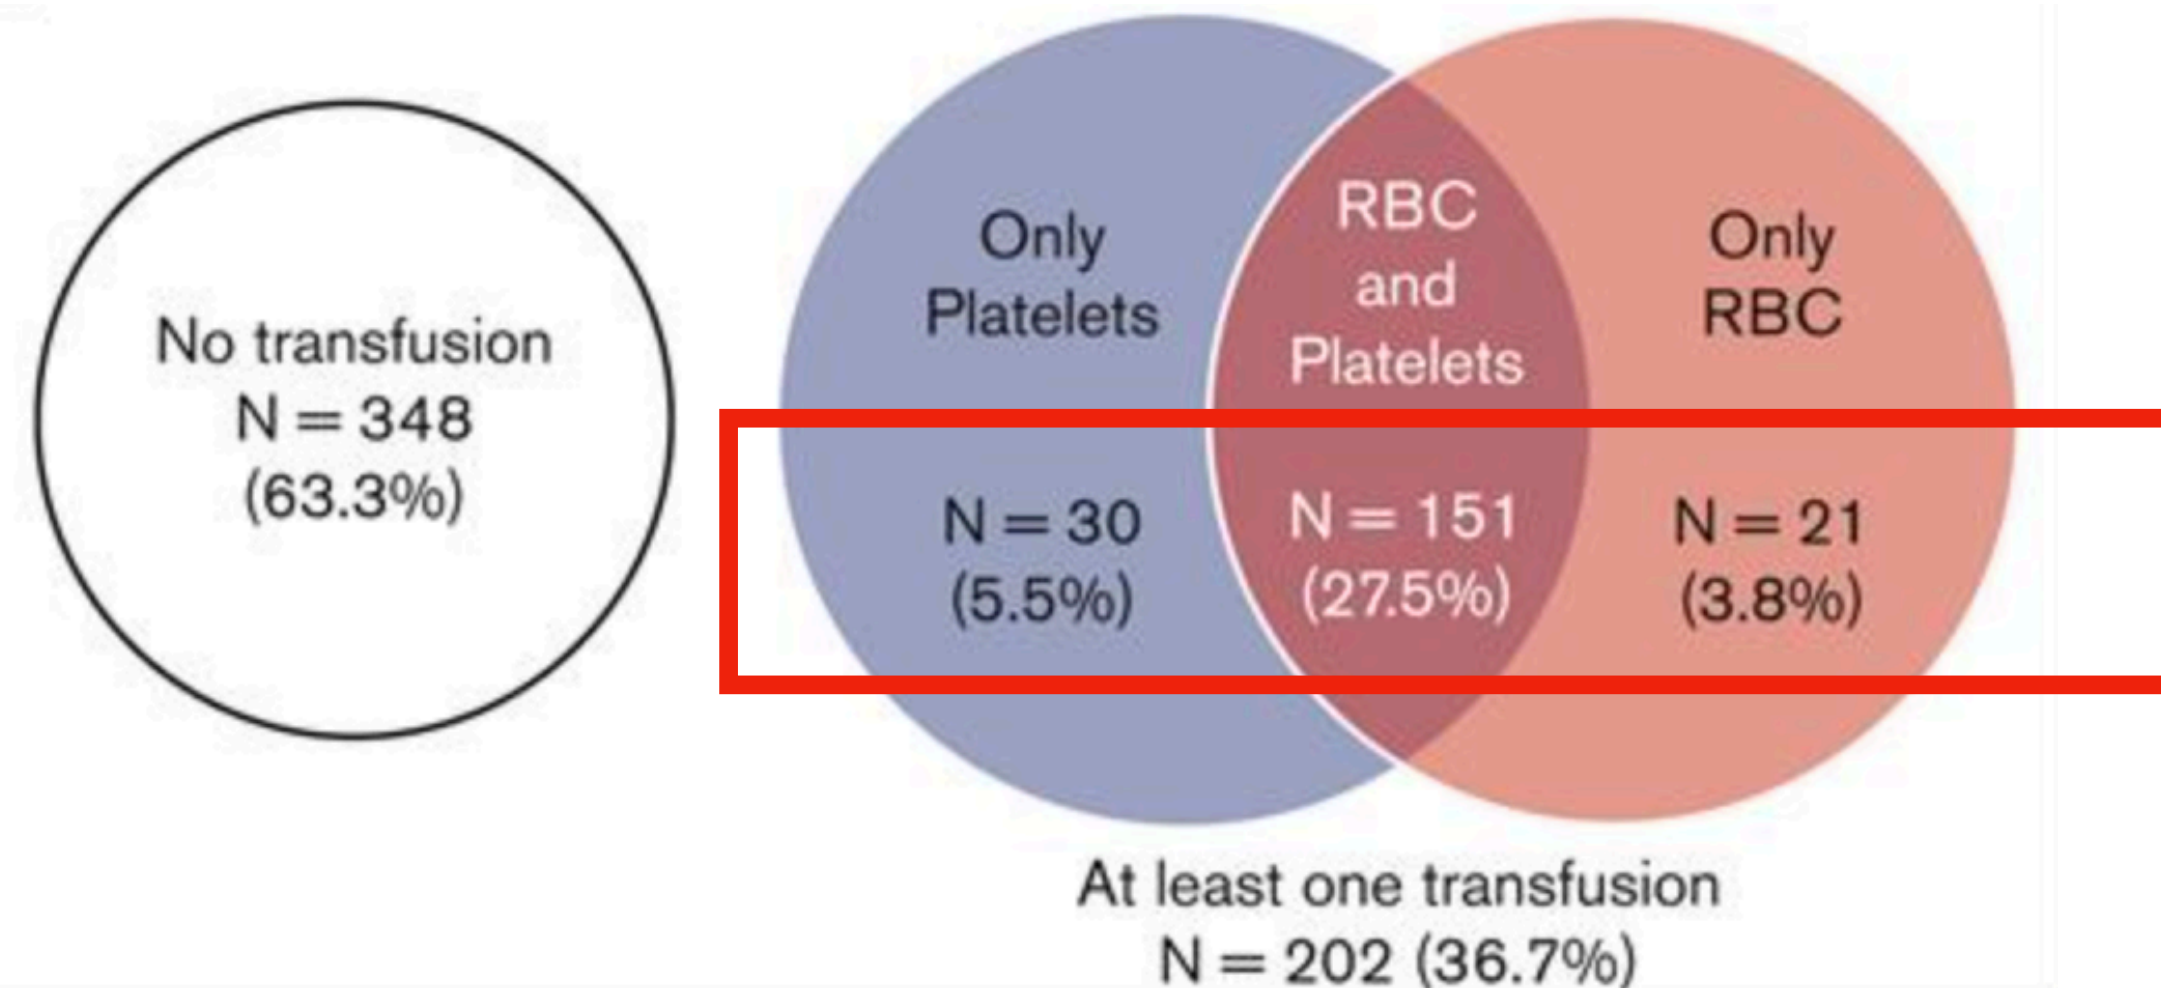 No transfusion
N = 348
(63.3%)
Only
Platelets
N = 30
(5.5%)
RBC
and
Platelets
N = 151
(27.5%)
Only
RBC
N = 21
(3.8%)
At least one transfusion
N = 202 (36.7%)